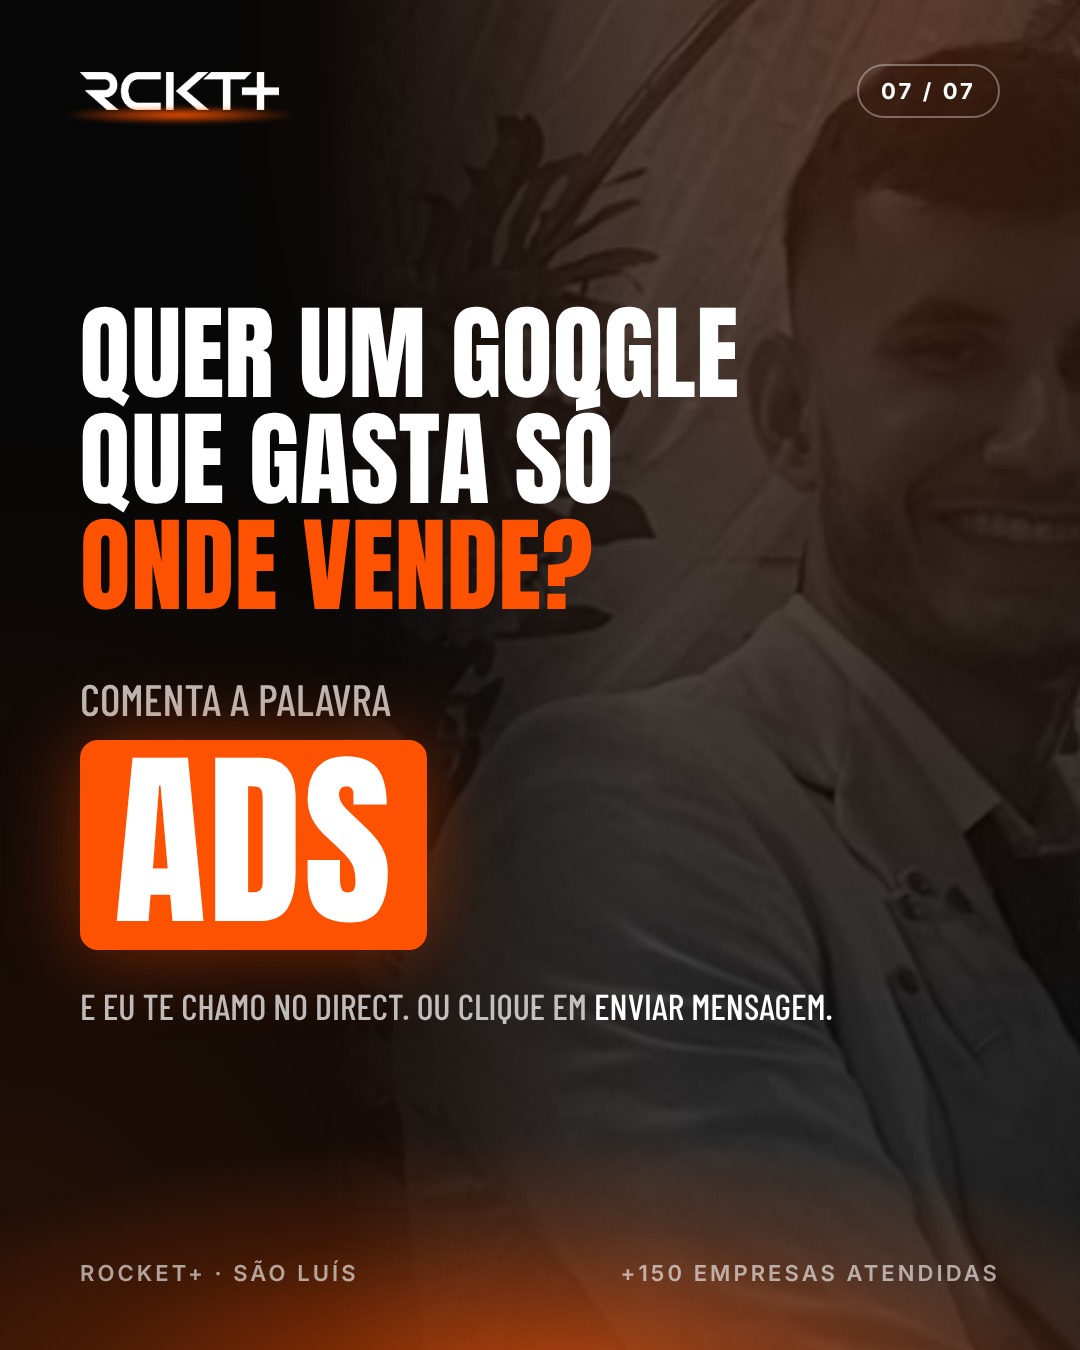 RCKT+
07 / 07
QUER UM GOOGLE
QUE GASTA SÓ
ONDE VENDE?
COMENTA A PALAVRA
ADS
E EU TE CHAMO NO DIRECT. OU CLIQUE EM ENVIAR MENSAGEM.
ROCKET+ · SÃO LUÍS
+150 EMPRESAS ATENDIDAS